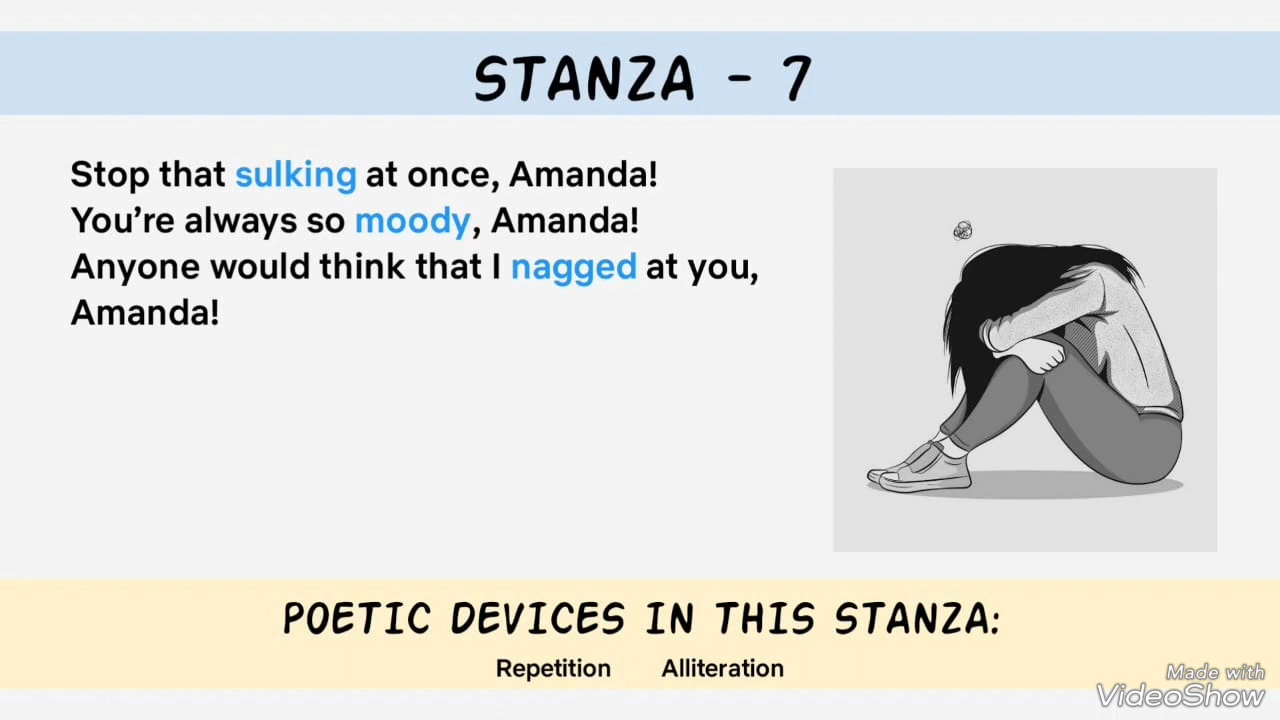 STANZA - 7
Stop that sulking at once, Amanda!
You’re always so moody, Amanda!
Anyone would think that I nagged at you,
Amanda!
POETIC DEVICES IN THIS STANZA:
Repetition Alliteration
Made with
VideoShow